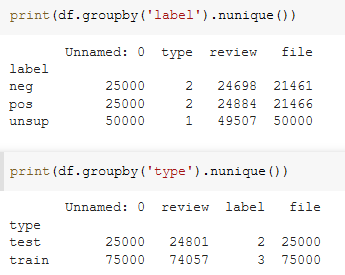 print(df.groupby('label').nunique())
Unnamed: 0 type review file
label
neg 25000 2 24698 21461
pos 25000 2 24884 21466
unsup 50000 1 49507 50000
print(df.groupby('type').nunique())
Unnamed: 0 review label file
type
test 25000 24801 2 25000
train 75000 74057 3 75000